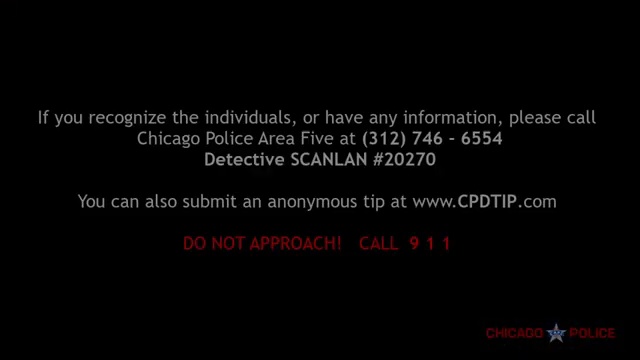 If you recognize the individuals, or have any information, please call
Chicago Police Area Five at (312) 746 - 6554
Detective SCANLAN #20270
You can also submit an anonymous tip at www.CPDTIP.com
DO NOT APPROACH! CALL 9 1 1
CHICAGO POLICE